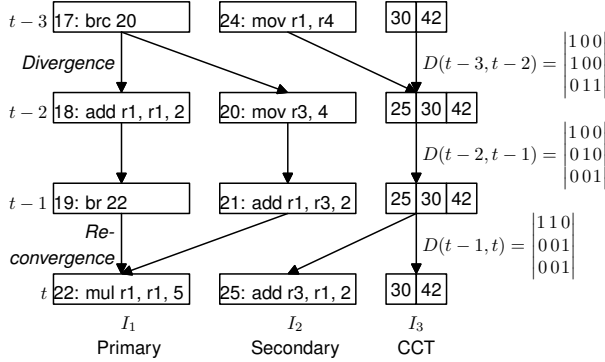 t − 3 17: brc 20 24: mov r1, r4 30 42
Divergence D(t − 3, t − 2) = |1 0 0|
|1 0 0|
|0 1 1|
t − 2 18: add r1, r1, 2 20: mov r3, 4 25 30 42
D(t − 2, t − 1) = |1 0 0|
|0 1 0|
|0 0 1|
t − 1 19: br 22 21: add r1, r3, 2 25 30 42
Re-
convergence D(t − 1, t) = |1 1 0|
|0 0 1|
|0 0 1|
t 22: mul r1, r1, 5 25: add r3, r1, 2 30 42
I₁ I₂ I₃
Primary Secondary CCT